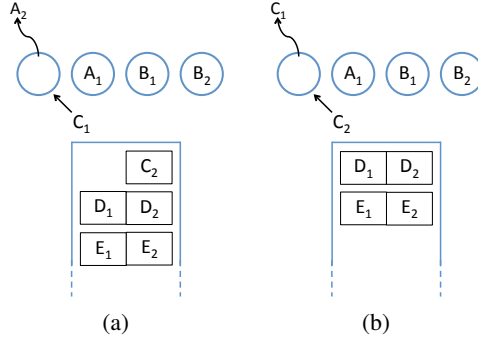 A₂
A₁ B₁ B₂
C₁
C₂
D₁ D₂
E₁ E₂
(a)
C₁
A₁ B₁ B₂
C₂
D₁ D₂
E₁ E₂
(b)